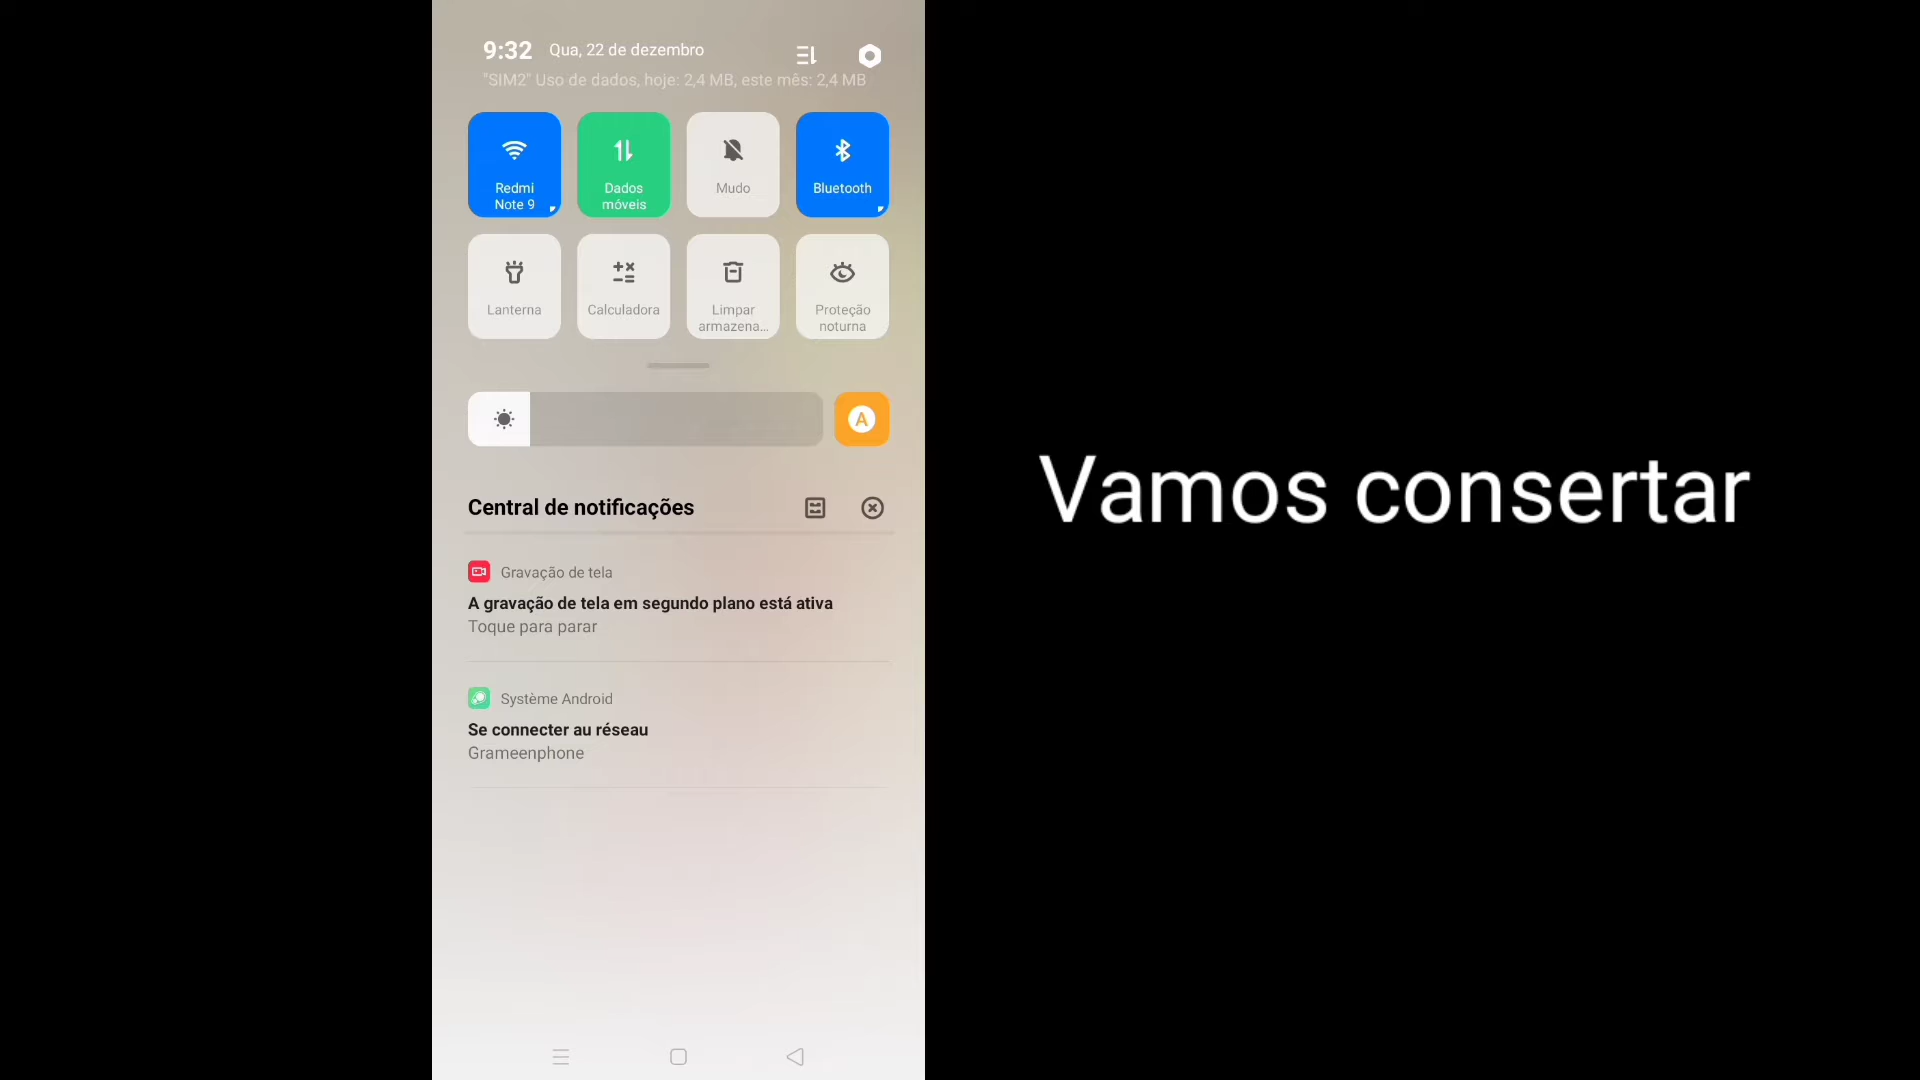 9:32 Qua, 22 de dezembro
"SIM2" Uso de dados, hoje: 2,4 MB, este mês: 2,4 MB
Redmi
Note 9
Dados
móveis
Mudo
Bluetooth
Lanterna
Calculadora
Limpar
armazena...
Proteção
noturna
A
Central de notificações
Gravação de tela
A gravação de tela em segundo plano está ativa
Toque para parar
Système Android
Se connecter au réseau
Grameenphone
Vamos consertar